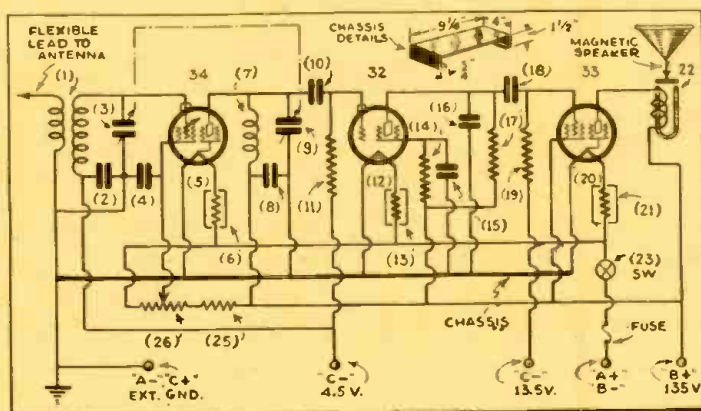 FLEXIBLE
LEAD TO
ANTENNA
(1)
(3)
34
(7)
(10)
CHASSIS
DETAILS
9¼"
4"
1½"
¾"
32
MAGNETIC
SPEAKER
(18)
33
22
(16)
(17)
(9)
(14)
(2)
(4)
(5)
(8)
(11)
(12)
(19)
(20)
(21)
(6)
(13)
(15)
(23)
SW
(26)
(25)
CHASSIS
FUSE
"A-" "C+"
EXT. GND.
"C-"
4.5 V.
"C-"
13.5V.
"A+"
"B-"
"B+"
135V.